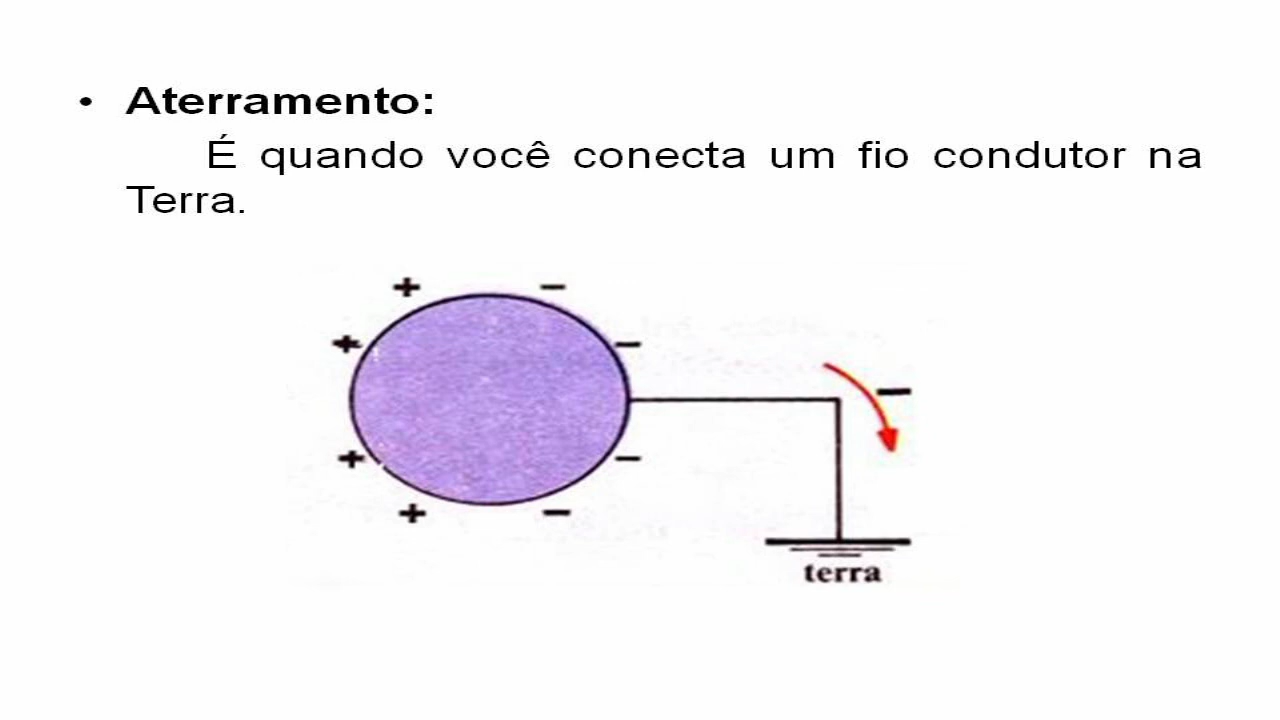 • Aterramento:
É quando você conecta um fio condutor na
Terra.
+ −
+ −
−
+ −
+ −
terra